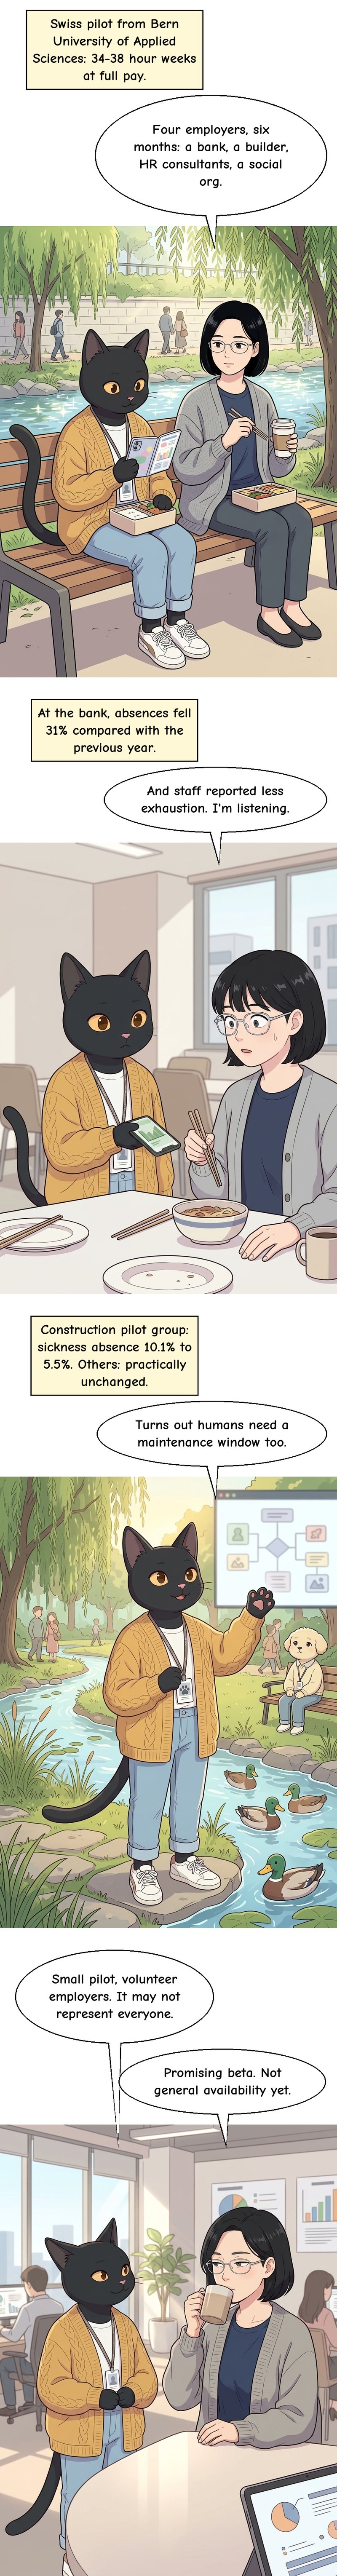 Swiss pilot from Bern
University of Applied
Sciences: 34-38 hour weeks
at full pay.
Four employers, six
months: a bank, a builder,
HR consultants, a social
org.
At the bank, absences fell
31% compared with the
previous year.
And staff reported less
exhaustion. I'm listening.
Construction pilot group:
sickness absence 10.1% to
5.5%. Others: practically
unchanged.
Turns out humans need a
maintenance window too.
Small pilot, volunteer
employers. It may not
represent everyone.
Promising beta. Not
general availability yet.